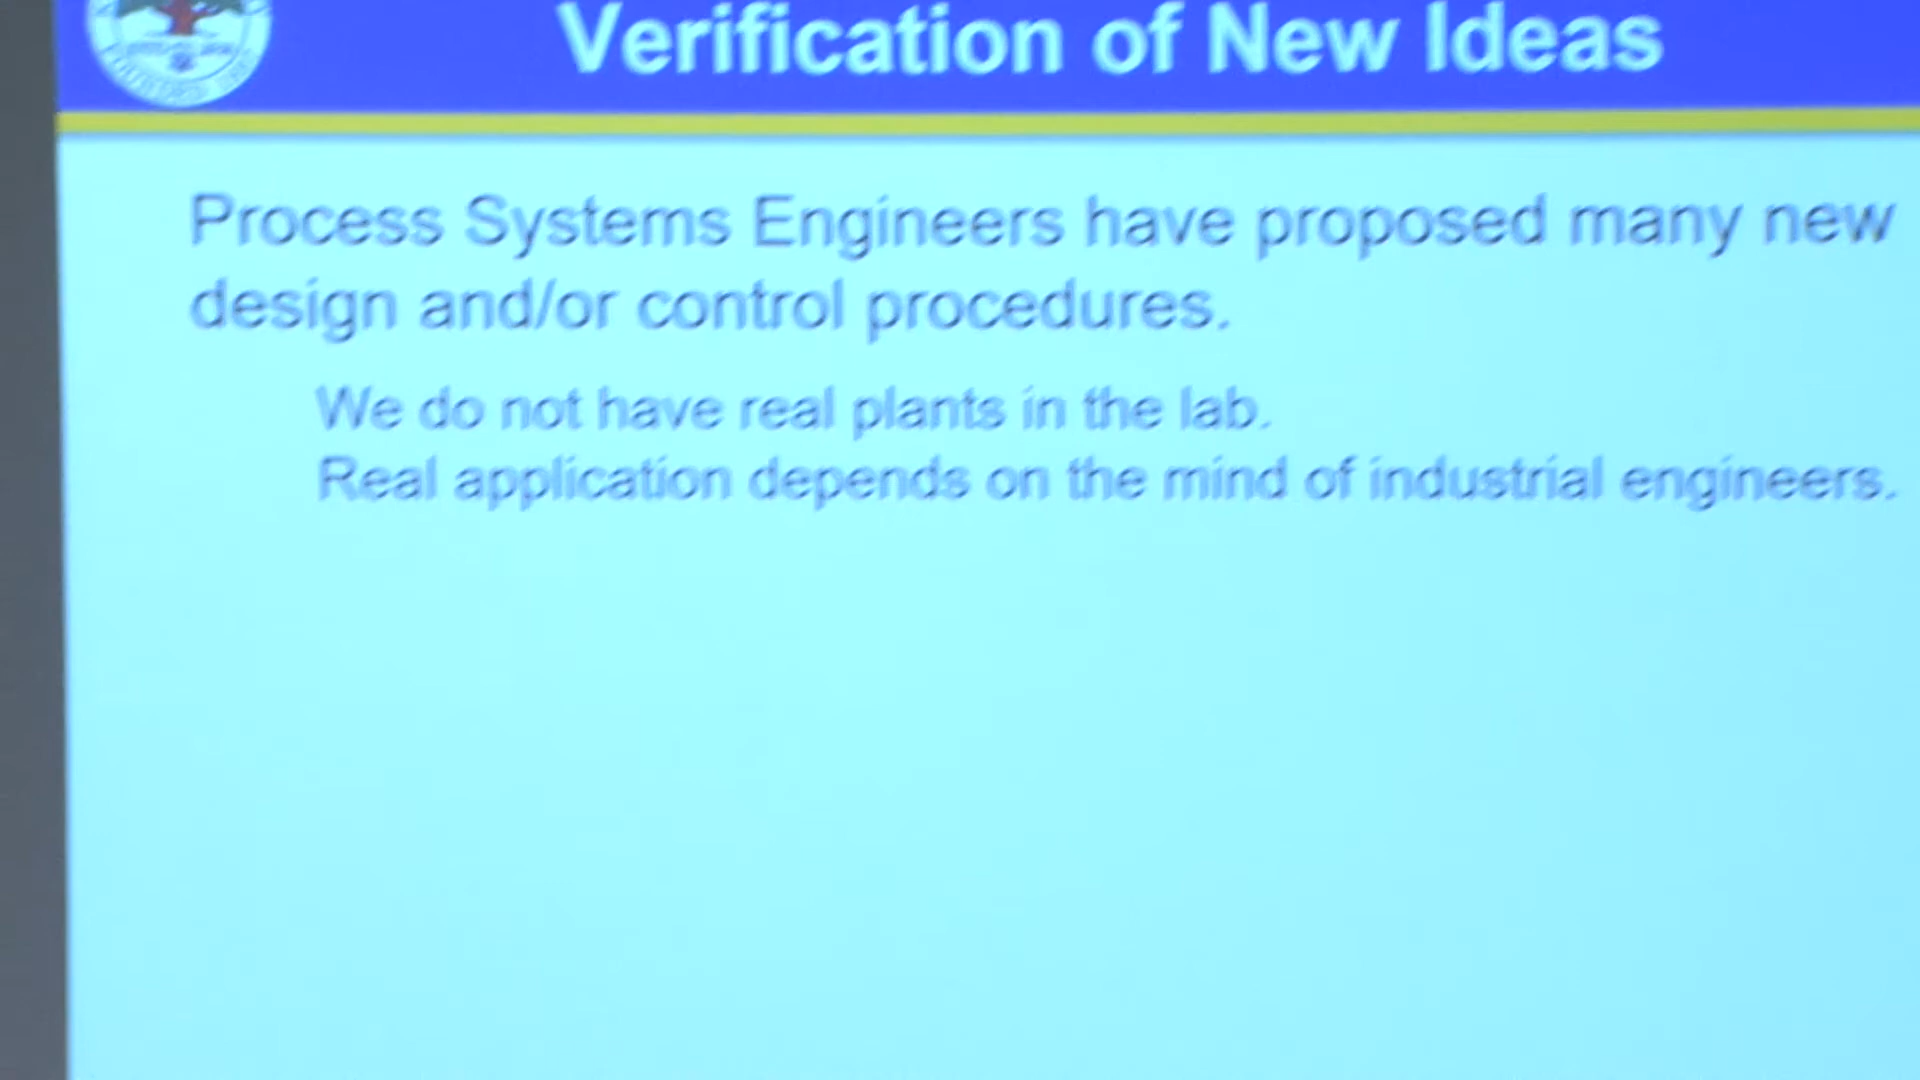 Verification of New Ideas
Process Systems Engineers have proposed many new
design and/or control procedures.
We do not have real plants in the lab.
Real application depends on the mind of industrial engineers.